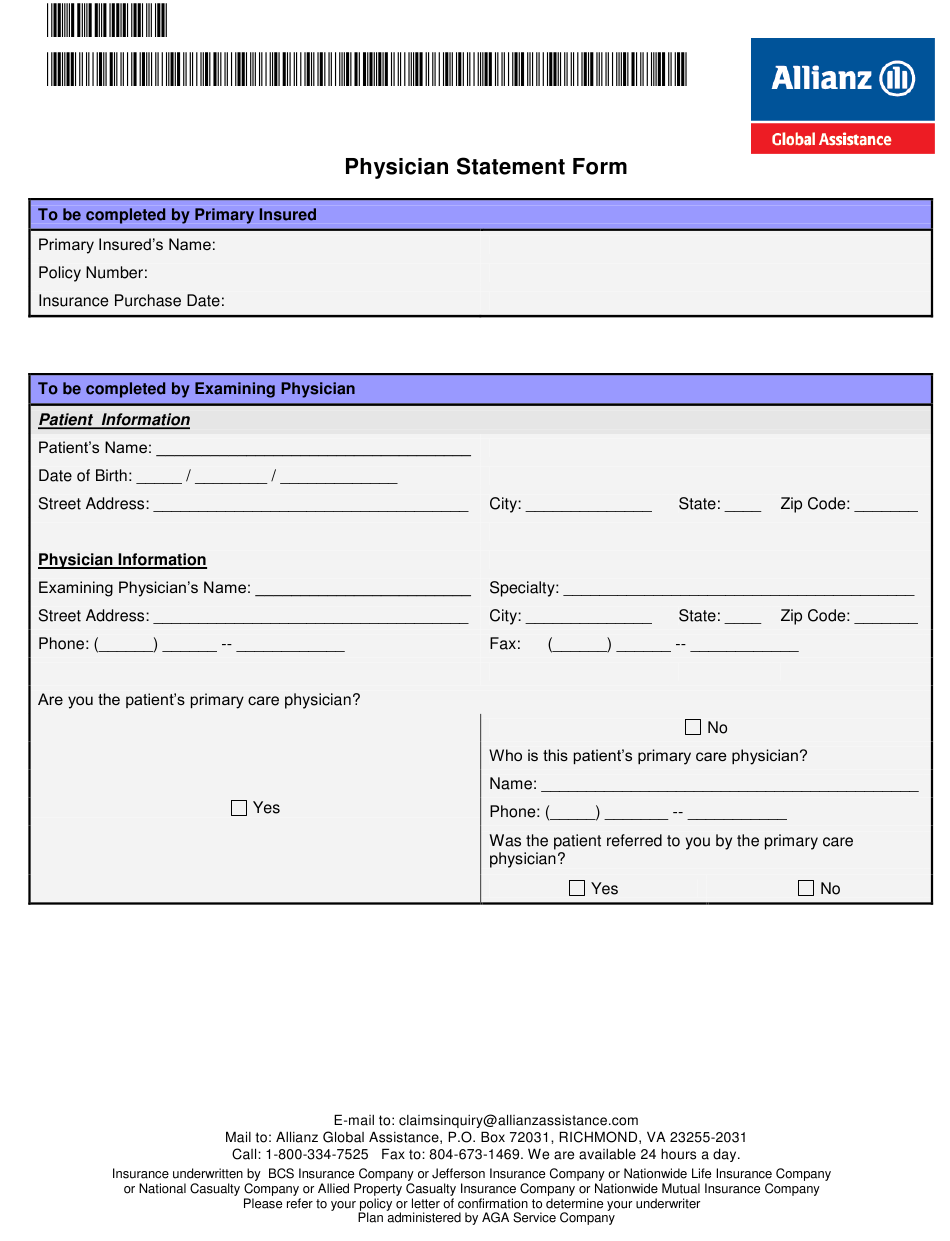 Allianz
Global Assistance
Physician Statement Form
To be completed by Primary Insured
Primary Insured's Name:
Policy Number:
Insurance Purchase Date:
To be completed by Examining Physician
Patient  Information
Patient's Name: ___________________________________
Date of Birth: _____ / ________ / _____________
Street Address: ___________________________________ City: ______________ State: ____ Zip Code: _______
Physician Information
Examining Physician's Name: ________________________ Specialty: _______________________________________
Street Address: ___________________________________ City: ______________ State: ____ Zip Code: _______
Phone: (______) ______ -- ____________ Fax: (______) ______ -- ____________
Are you the patient's primary care physician?
☐ No
Who is this patient's primary care physician?
Name: __________________________________________
☐ Yes
Phone: (_____) _______ -- ___________
Was the patient referred to you by the primary care
physician?
☐ Yes ☐ No
E-mail to: claimsinquiry@allianzassistance.com
Mail to: Allianz Global Assistance, P.O. Box 72031, RICHMOND, VA 23255-2031
Call: 1-800-334-7525   Fax to: 804-673-1469. We are available 24 hours a day.
Insurance underwritten by  BCS Insurance Company or Jefferson Insurance Company or Nationwide Life Insurance Company
or National Casualty Company or Allied Property Casualty Insurance Company or Nationwide Mutual Insurance Company
Please refer to your policy or letter of confirmation to determine your underwriter
Plan administered by AGA Service Company